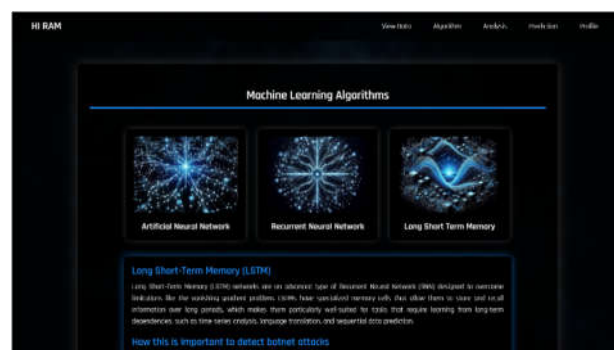 HI RAM
View Data Algorithm Analysis Prediction Profile
Machine Learning Algorithms
Artificial Neural Network Recurrent Neural Network Long Short Term Memory
Long Short-Term Memory (LSTM)
Long Short-Term Memory (LSTM) networks are an advanced type of Recurrent Neural Network (RNN) designed to overcome
limitations like the vanishing gradient problem. LSTMs have specialized memory cells that allow them to store and recall
information over long periods, which makes them particularly well-suited for tasks that require learning from long-term
dependencies, such as time series analysis, language translation, and sequential data prediction.
How this is important to detect botnet attacks